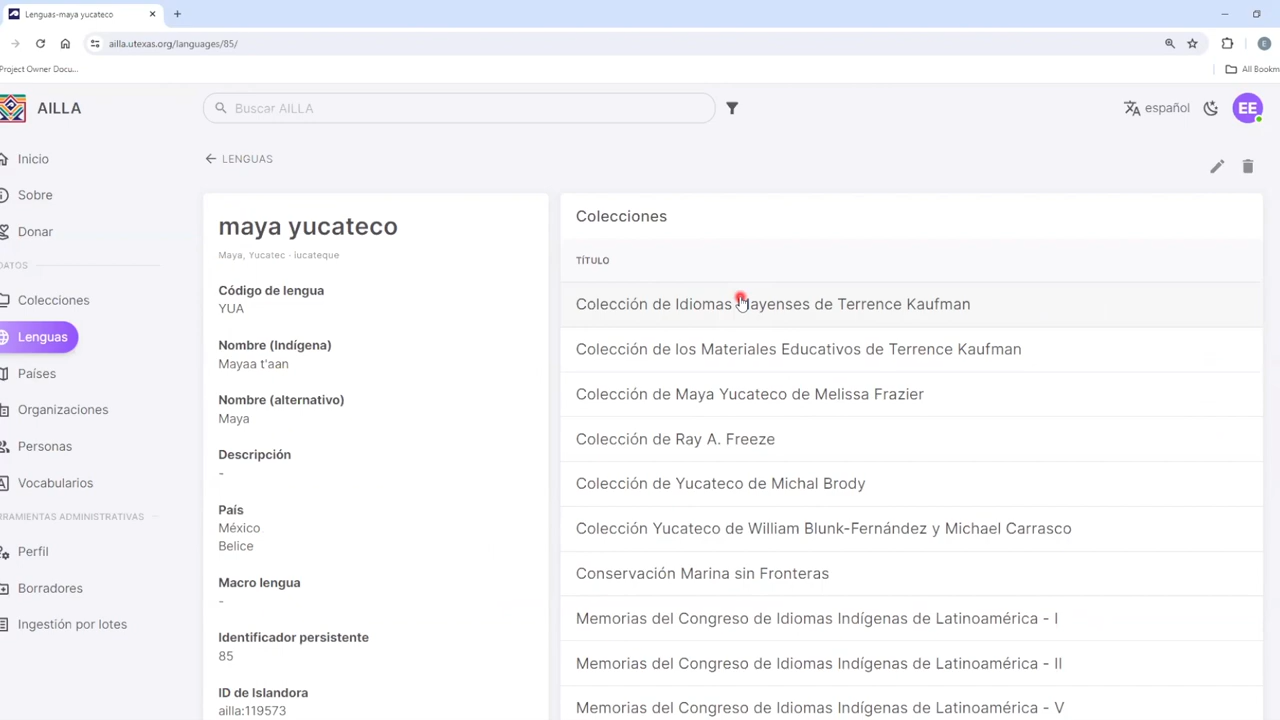 Lenguas-maya yucateco
ailla.utexas.org/languages/85/
Project Owner Docu...
All Bookm
AILLA
Buscar AILLA
español
EE
Inicio
Sobre
Donar
DATOS
Colecciones
Lenguas
Países
Organizaciones
Personas
Vocabularios
RRAMIENTAS ADMINISTRATIVAS
Perfil
Borradores
Ingestión por lotes
LENGUAS
maya yucateco
Maya, Yucatec - iucateque
Código de lengua
YUA
Nombre (Indígena)
Mayaa t'aan
Nombre (alternativo)
Maya
Descripción
-
País
México
Belice
Macro lengua
-
Identificador persistente
85
ID de Islandora
ailla:119573
Colecciones
TÍTULO
Colección de Idiomas Mayenses de Terrence Kaufman
Colección de los Materiales Educativos de Terrence Kaufman
Colección de Maya Yucateco de Melissa Frazier
Colección de Ray A. Freeze
Colección de Yucateco de Michal Brody
Colección Yucateco de William Blunk-Fernández y Michael Carrasco
Conservación Marina sin Fronteras
Memorias del Congreso de Idiomas Indígenas de Latinoamérica - I
Memorias del Congreso de Idiomas Indígenas de Latinoamérica - II
Memorias del Congreso de Idiomas Indígenas de Latinoamérica - V